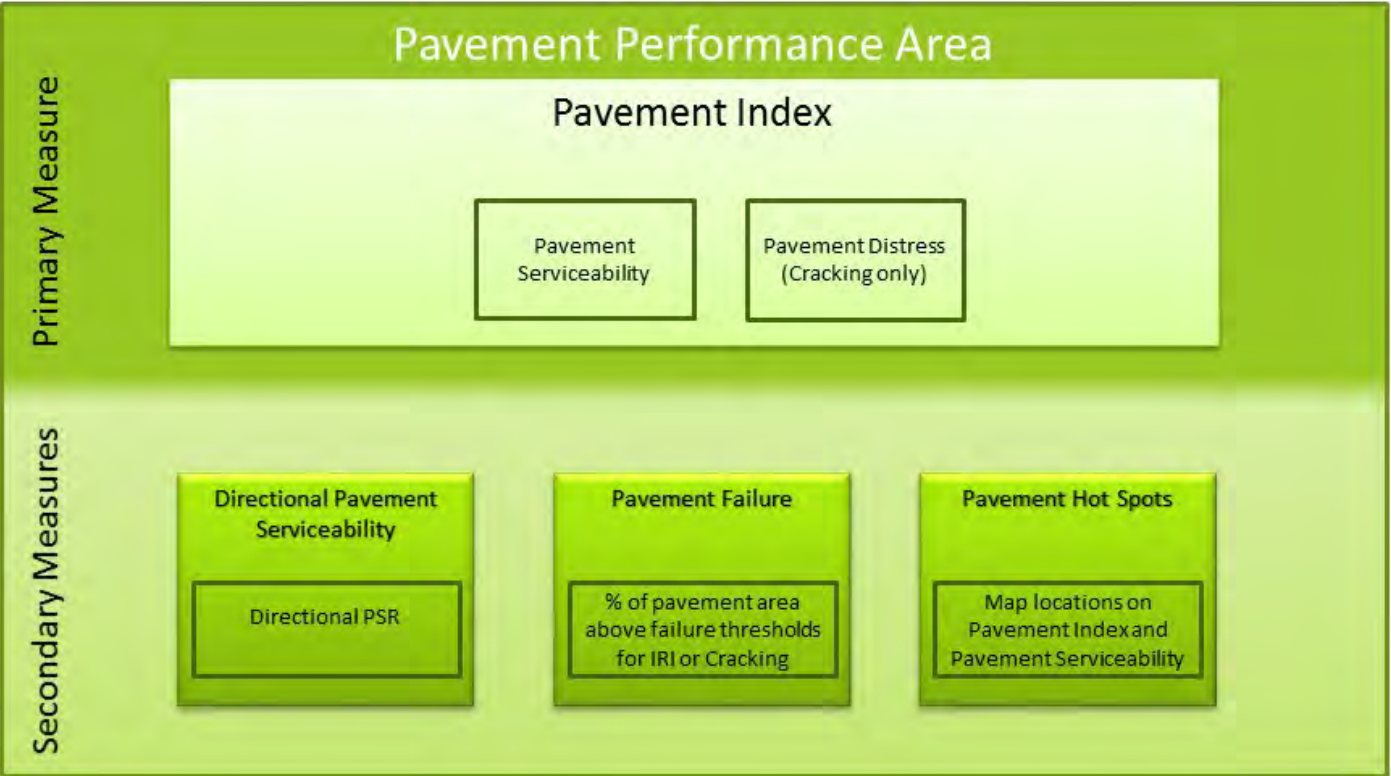 Pavement Performance Area
Primary Measure
Pavement Index
Pavement
Serviceability
Pavement Distress
(Cracking only)
Secondary Measures
Directional Pavement
Serviceability
Directional PSR
Pavement Failure
% of pavement area
above failure thresholds
for IRI or Cracking
Pavement Hot Spots
Map locations on
Pavement Index and
Pavement Serviceability